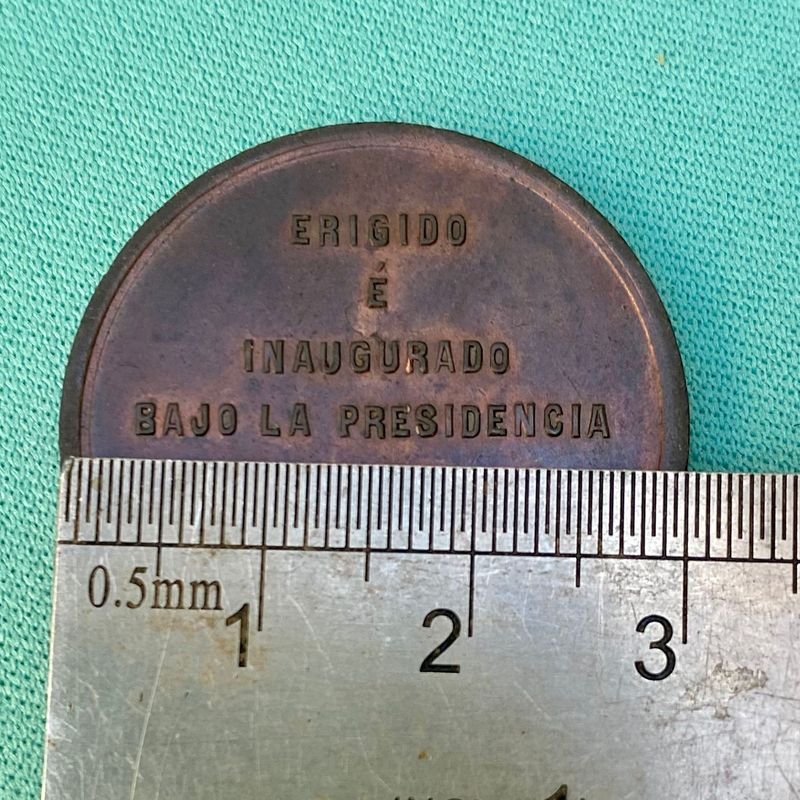 ERIGIDO
É
INAUGURADO
BAJO LA PRESIDENCIA
0.5mm
1 2 3